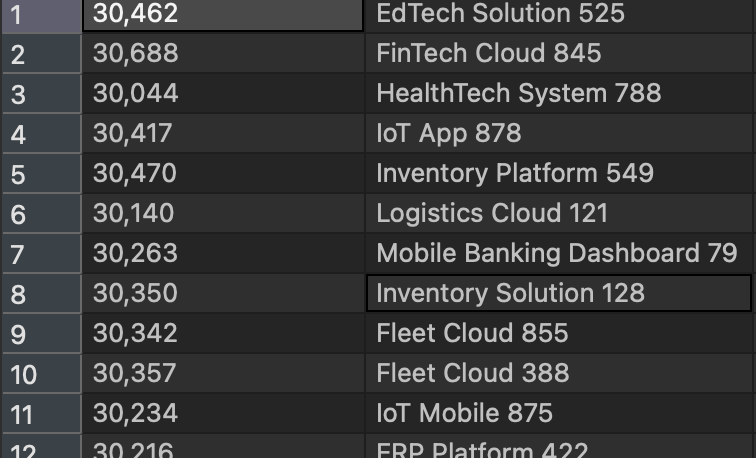 1 30,462 EdTech Solution 525
2 30,688 FinTech Cloud 845
3 30,044 HealthTech System 788
4 30,417 IoT App 878
5 30,470 Inventory Platform 549
6 30,140 Logistics Cloud 121
7 30,263 Mobile Banking Dashboard 79
8 30,350 Inventory Solution 128
9 30,342 Fleet Cloud 855
10 30,357 Fleet Cloud 388
11 30,234 IoT Mobile 875
12 30,216 ERP Platform 422